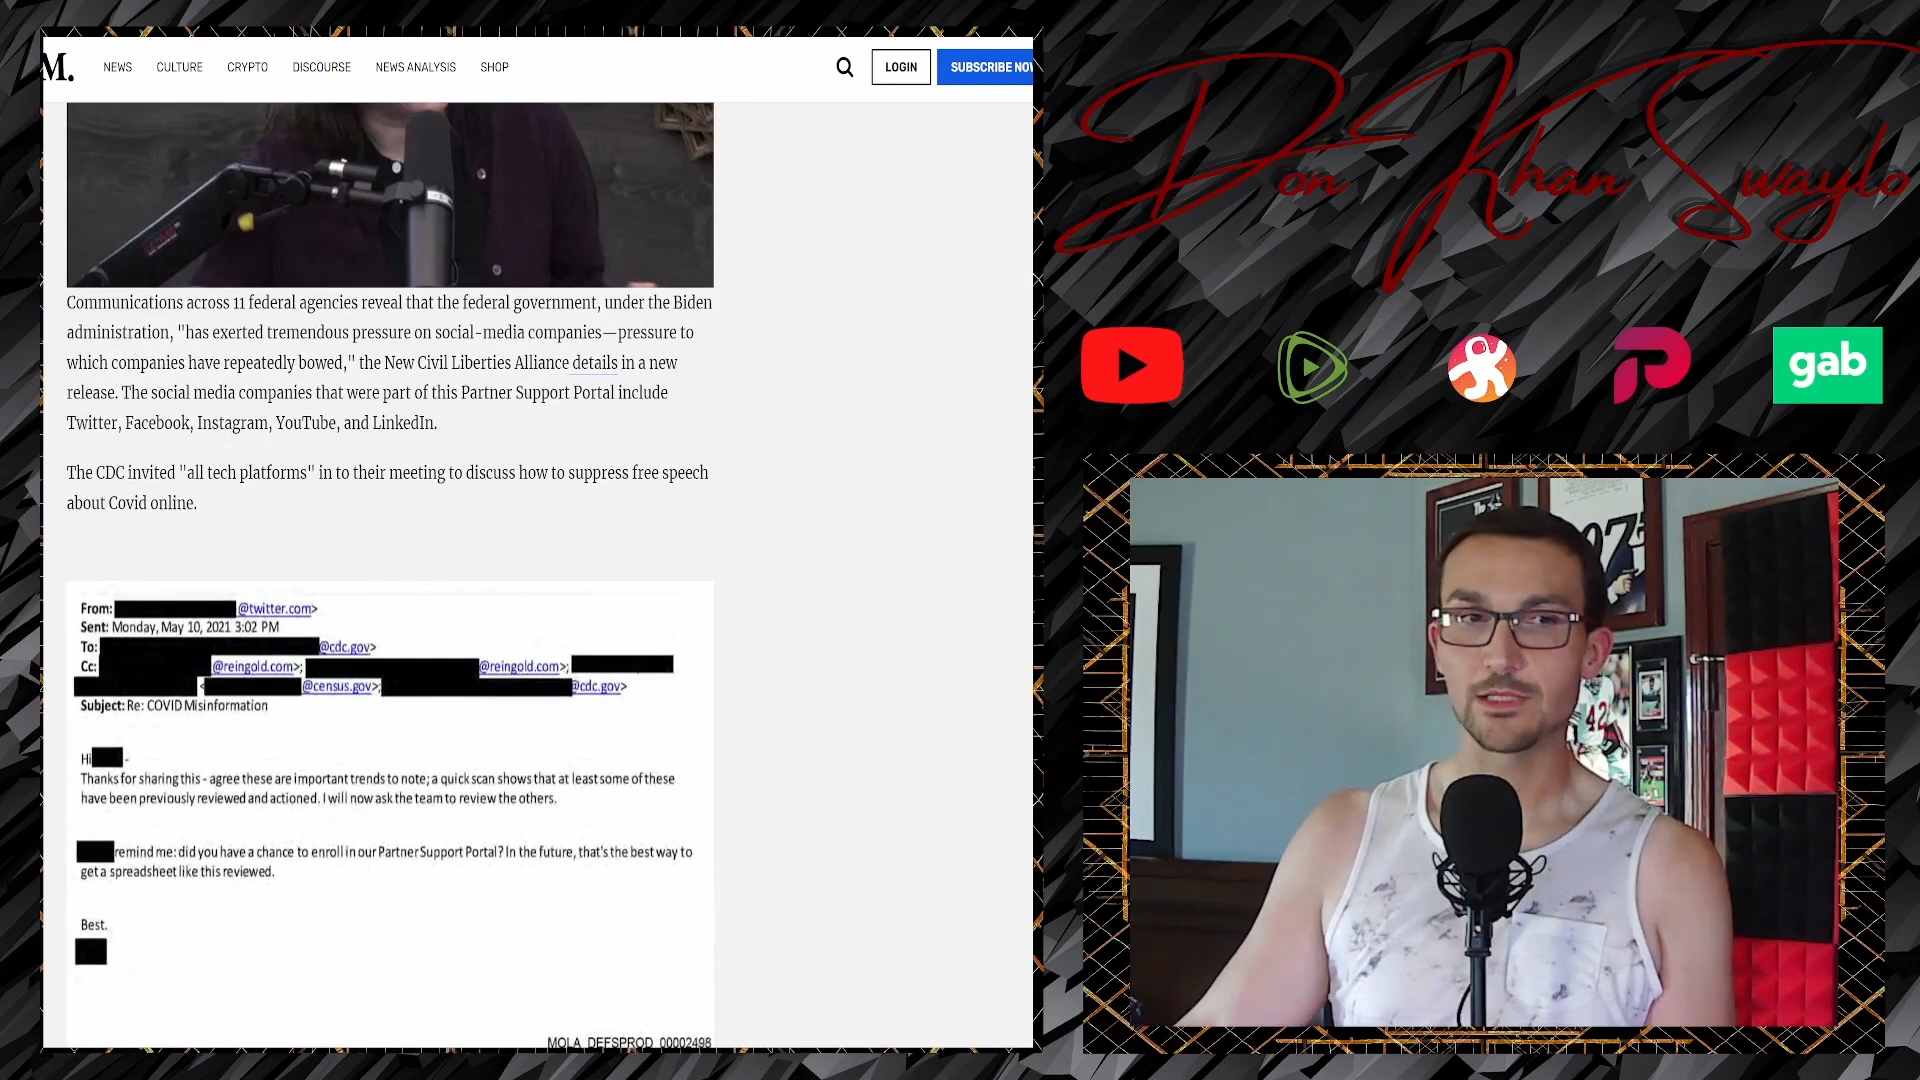 M.
NEWS CULTURE CRYPTO DISCOURSE NEWS ANALYSIS SHOP
LOGIN
SUBSCRIBE NOW
Communications across 11 federal agencies reveal that the federal government, under the Biden
administration, "has exerted tremendous pressure on social-media companies—pressure to
which companies have repeatedly bowed," the New Civil Liberties Alliance details in a new
release. The social media companies that were part of this Partner Support Portal include
Twitter, Facebook, Instagram, YouTube, and LinkedIn.
The CDC invited "all tech platforms" in to their meeting to discuss how to suppress free speech
about Covid online.
From: @twitter.com>
Sent: Monday, May 10, 2021 3:02 PM
To: @cdc.gov>
Cc: @reingold.com>; @reingold.com>;
< @census.gov>; @cdc.gov>
Subject: Re: COVID Misinformation
Hi -
Thanks for sharing this - agree these are important trends to note; a quick scan shows that at least some of these
have been previously reviewed and actioned. I will now ask the team to review the others.
remind me: did you have a chance to enroll in our Partner Support Portal? In the future, that's the best way to
get a spreadsheet like this reviewed.
Best.
MOLA_DEFSPROD_00002498
Don Khan Swaylo
gab
The
007
42